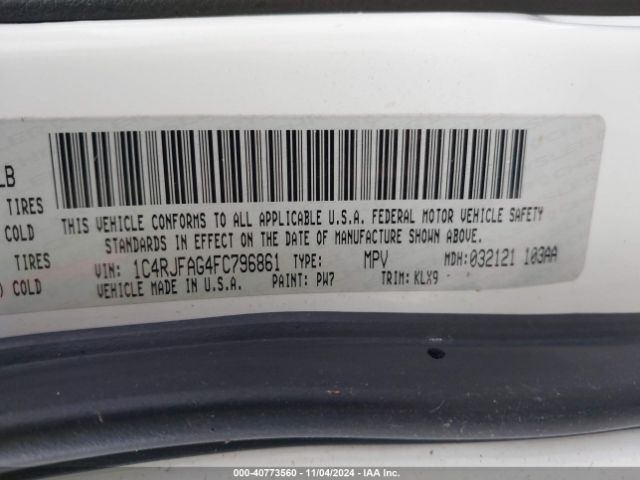 LB
TIRES
COLD
TIRES
) COLD
THIS VEHICLE CONFORMS TO ALL APPLICABLE U.S.A. FEDERAL MOTOR VEHICLE SAFETY
STANDARDS IN EFFECT ON THE DATE OF MANUFACTURE SHOWN ABOVE.
VIN: 1C4RJFAG4FC796861 TYPE: MPV MDH:032121 103AA
VEHICLE MADE IN U.S.A. PAINT: PW7 TRIM: KLX9
000-40773560 - 11/04/2024 - IAA Inc.